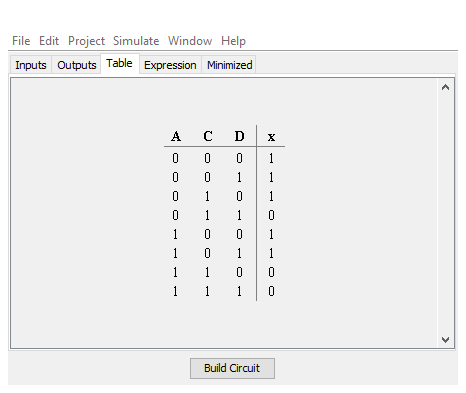 File Edit Project Simulate Window Help
Inputs Outputs Table Expression Minimized
A C D x
0 0 0 1
0 0 1 1
0 1 0 1
0 1 1 0
1 0 0 1
1 0 1 1
1 1 0 0
1 1 1 0
Build Circuit